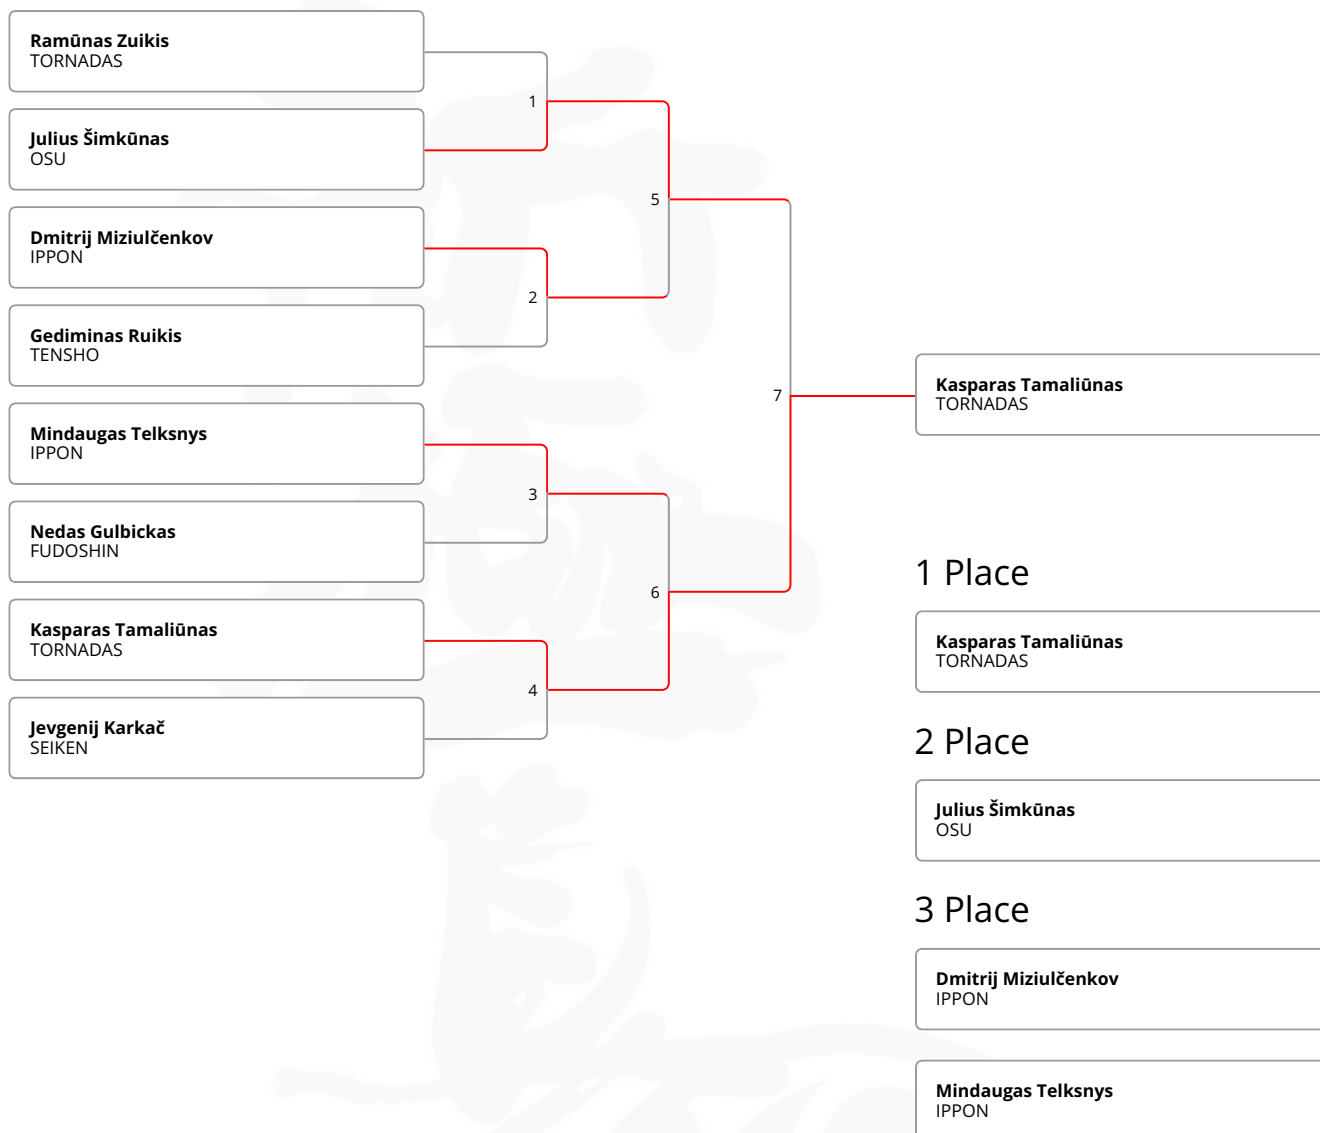 Ramūnas Zuikis
TORNADAS
Julius Šimkūnas
OSU
Dmitrij Miziulčenkov
IPPON
Gediminas Ruikis
TENSHO
Mindaugas Telksnys
IPPON
Nedas Gulbickas
FUDOSHIN
Kasparas Tamaliūnas
TORNADAS
Jevgenij Karkač
SEIKEN
1
2
3
4
5
6
7
Kasparas Tamaliūnas
TORNADAS
1 Place
Kasparas Tamaliūnas
TORNADAS
2 Place
Julius Šimkūnas
OSU
3 Place
Dmitrij Miziulčenkov
IPPON
Mindaugas Telksnys
IPPON